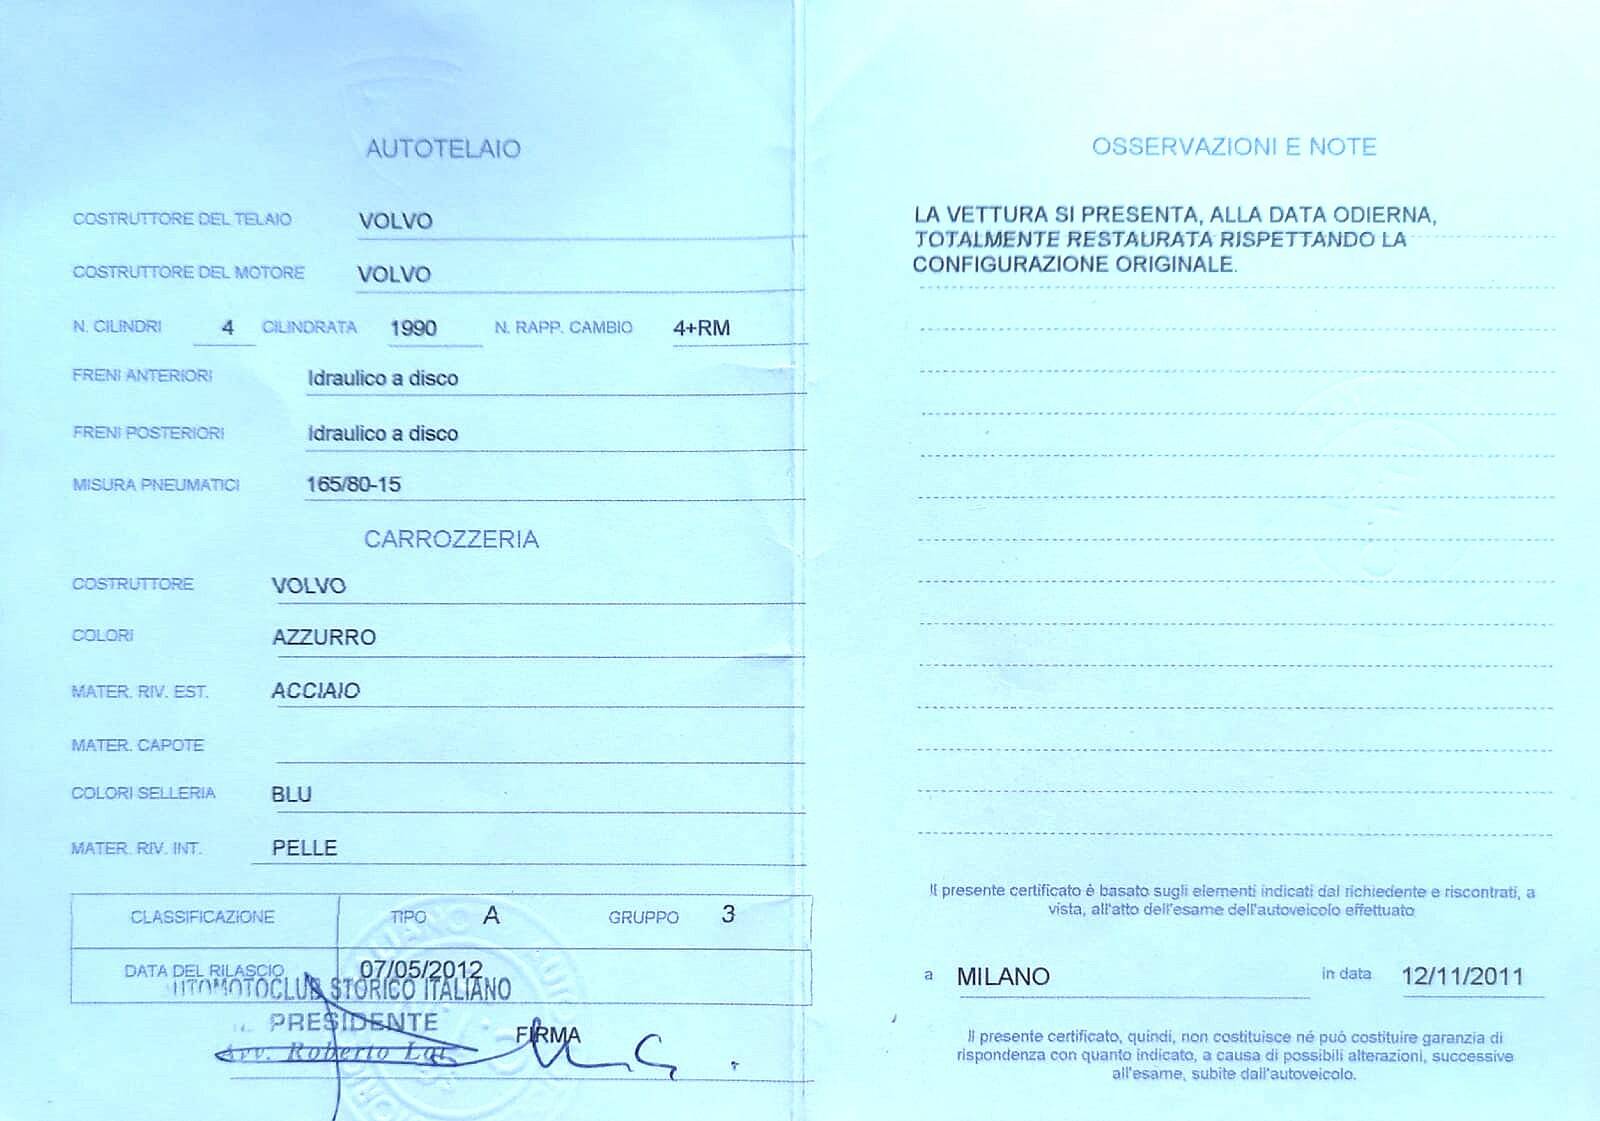 AUTOTELAIO
COSTRUTTORE DEL TELAIO VOLVO
COSTRUTTORE DEL MOTORE VOLVO
N. CILINDRI 4 CILINDRATA 1990 N. RAPP. CAMBIO 4+RM
FRENI ANTERIORI Idraulico a disco
FRENI POSTERIORI Idraulico a disco
MISURA PNEUMATICI 165/80-15
CARROZZERIA
COSTRUTTORE VOLVO
COLORI AZZURRO
MATER. RIV. EST. ACCIAIO
MATER. CAPOTE
COLORI SELLERIA BLU
MATER. RIV. INT. PELLE
CLASSIFICAZIONE TIPO A GRUPPO 3
DATA DEL RILASCIO 07/05/2012
UTOMOTOCLUB STORICO ITALIANO
PRESIDENTE
FIRMA
Avv. Roberto Loi
OSSERVAZIONI E NOTE
LA VETTURA SI PRESENTA, ALLA DATA ODIERNA,
TOTALMENTE RESTAURATA RISPETTANDO LA
CONFIGURAZIONE ORIGINALE.
Il presente certificato è basato sugli elementi indicati dal richiedente e riscontrati, a
vista, all'atto dell'esame dell'autoveicolo effettuato
a MILANO in data 12/11/2011
Il presente certificato, quindi, non costituisce né può costituire garanzia di
rispondenza con quanto indicato, a causa di possibili alterazioni, successive
all'esame, subite dall'autoveicolo.